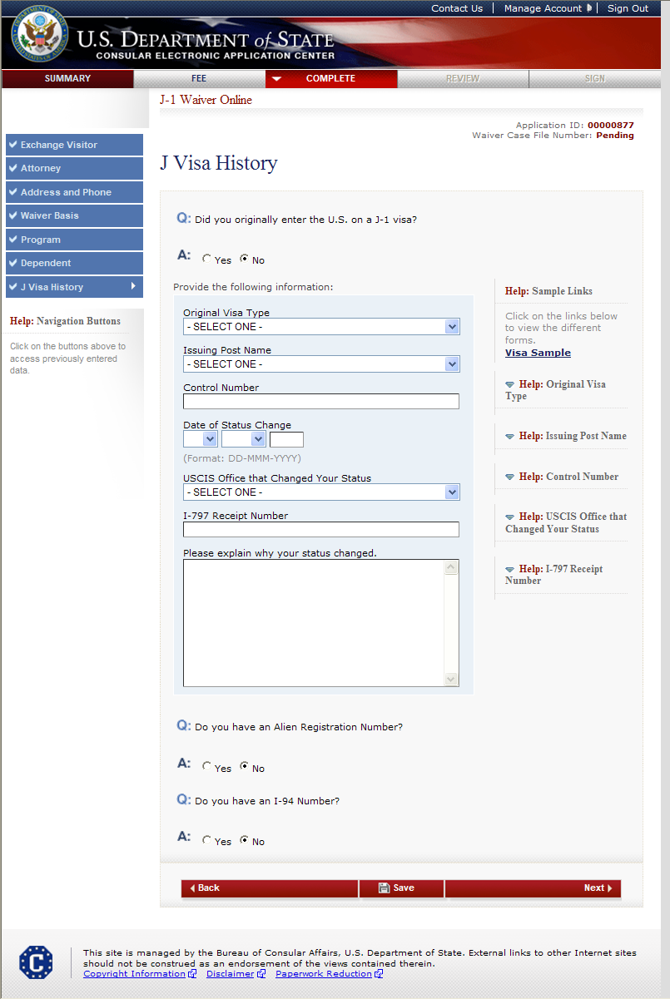 Contact Us | Manage Account | Sign Out
U.S. DEPARTMENT of STATE
CONSULAR ELECTRONIC APPLICATION CENTER
SUMMARY FEE COMPLETE REVIEW SIGN
J-1 Waiver Online
Application ID: 00000877
Waiver Case File Number: Pending
Exchange Visitor
Attorney
Address and Phone
Waiver Basis
Program
Dependent
J Visa History
Help: Navigation Buttons
Click on the buttons above to
access previously entered
data.
J Visa History
Q: Did you originally enter the U.S. on a J-1 visa?
A: Yes No
Provide the following information:
Original Visa Type
- SELECT ONE -
Issuing Post Name
- SELECT ONE -
Control Number
Date of Status Change
(Format: DD-MMM-YYYY)
USCIS Office that Changed Your Status
- SELECT ONE -
I-797 Receipt Number
Please explain why your status changed.
Help: Sample Links
Click on the links below
to view the different
forms.
Visa Sample
Help: Original Visa
Type
Help: Issuing Post Name
Help: Control Number
Help: USCIS Office that
Changed Your Status
Help: I-797 Receipt
Number
Q: Do you have an Alien Registration Number?
A: Yes No
Q: Do you have an I-94 Number?
A: Yes No
Back Save Next
C
This site is managed by the Bureau of Consular Affairs, U.S. Department of State. External links to other Internet sites
should not be construed as an endorsement of the views contained therein.
Copyright Information Disclaimer Paperwork Reduction